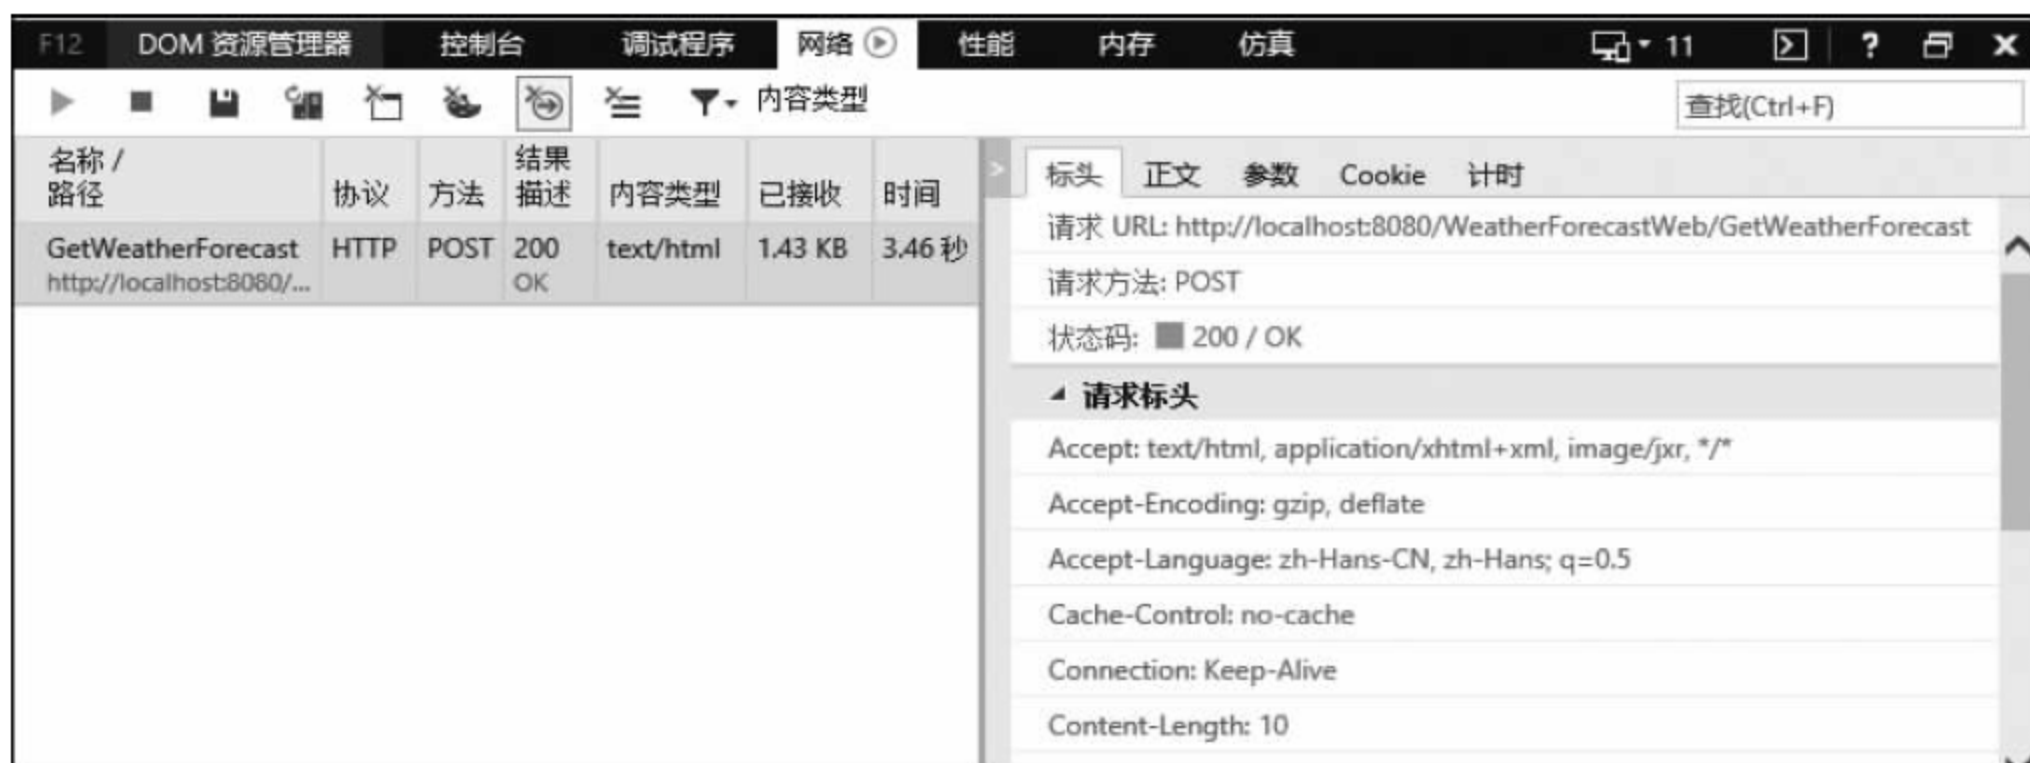 F12 DOM 资源管理器 控制台 调试程序 网络 性能 内存 仿真 11 ?
内容类型 查找(Ctrl+F)
名称 /
路径 协议 方法 结果
描述 内容类型 已接收 时间
GetWeatherForecast HTTP POST 200 text/html 1.43 KB 3.46 秒
http://localhost:8080/... OK
标头 正文 参数 Cookie 计时
请求 URL: http://localhost:8080/WeatherForecastWeb/GetWeatherForecast
请求方法: POST
状态码: 200 / OK
请求标头
Accept: text/html, application/xhtml+xml, image/jxr, */*
Accept-Encoding: gzip, deflate
Accept-Language: zh-Hans-CN, zh-Hans; q=0.5
Cache-Control: no-cache
Connection: Keep-Alive
Content-Length: 10